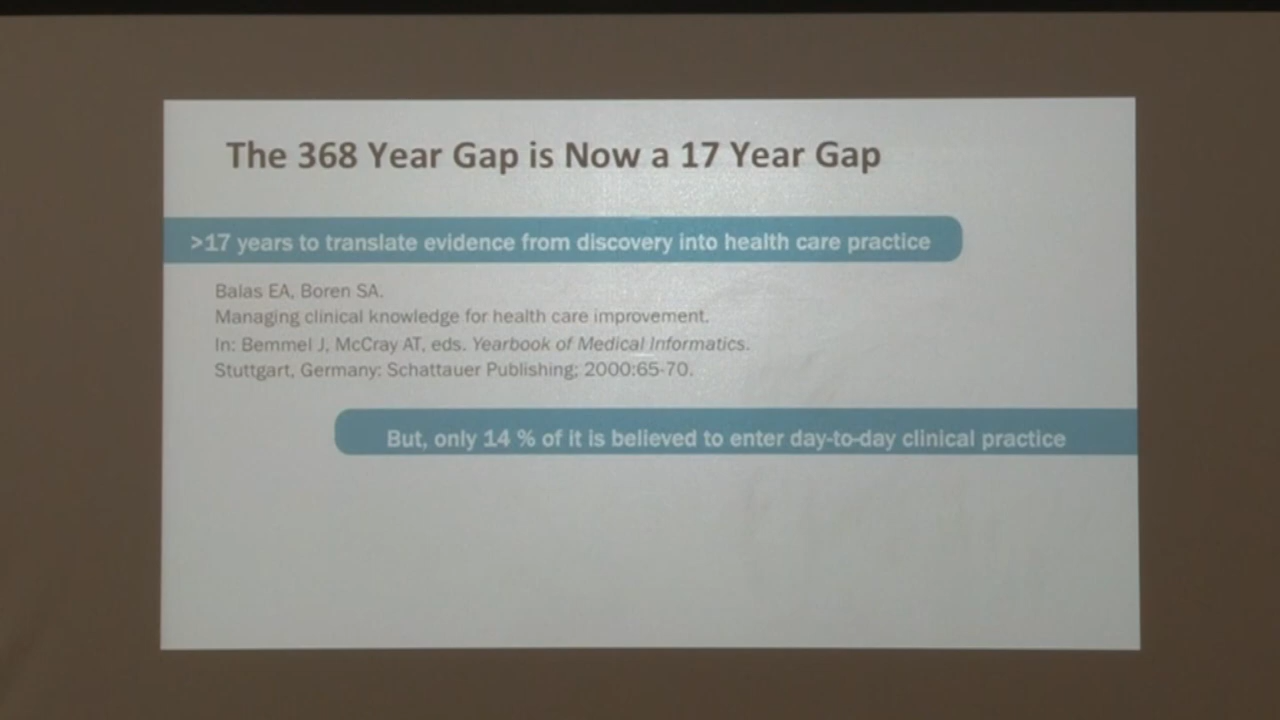 The 368 Year Gap is Now a 17 Year Gap
>17 years to translate evidence from discovery into health care practice
Balas EA, Boren SA.
Managing clinical knowledge for health care improvement.
In: Bemmel J, McCray AT, eds. Yearbook of Medical Informatics.
Stuttgart, Germany: Schattauer Publishing; 2000:65-70.
But, only 14 % of it is believed to enter day-to-day clinical practice